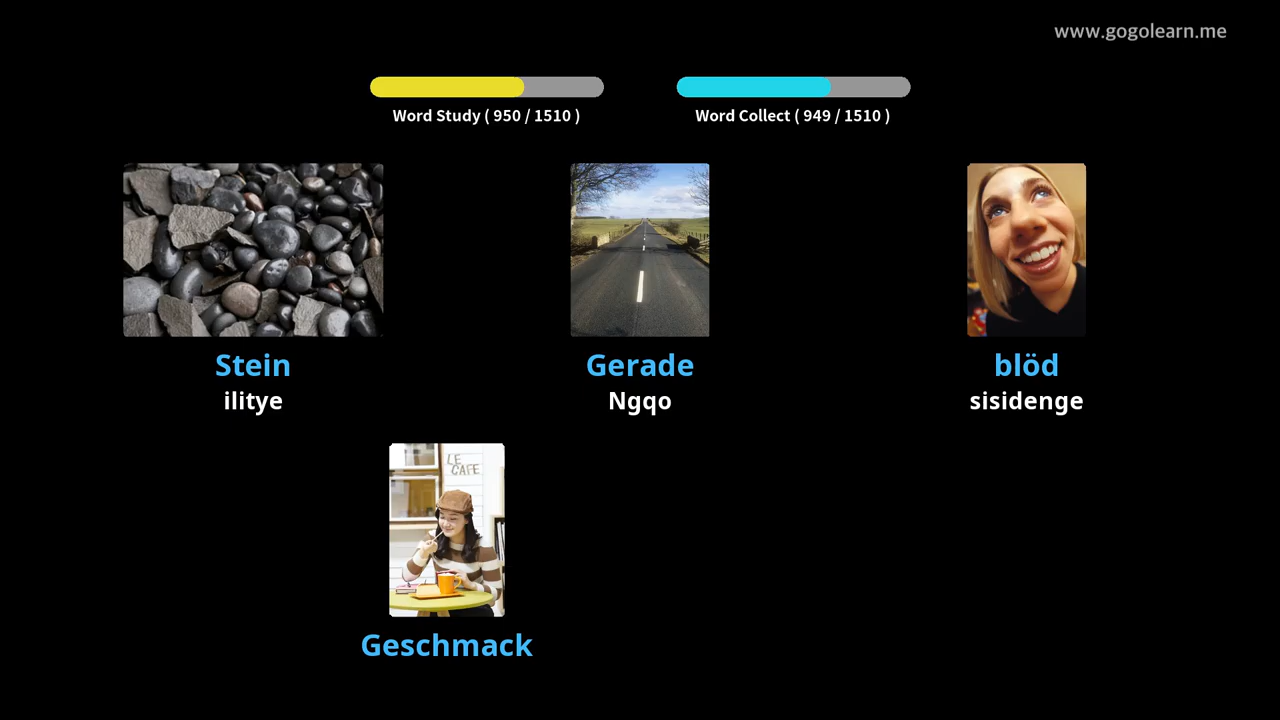 www.gogolearn.me
Word Study ( 950 / 1510 )
Word Collect ( 949 / 1510 )
Stein
ilitye
Gerade
Ngqo
blöd
sisidenge
LE
CAFE
Geschmack